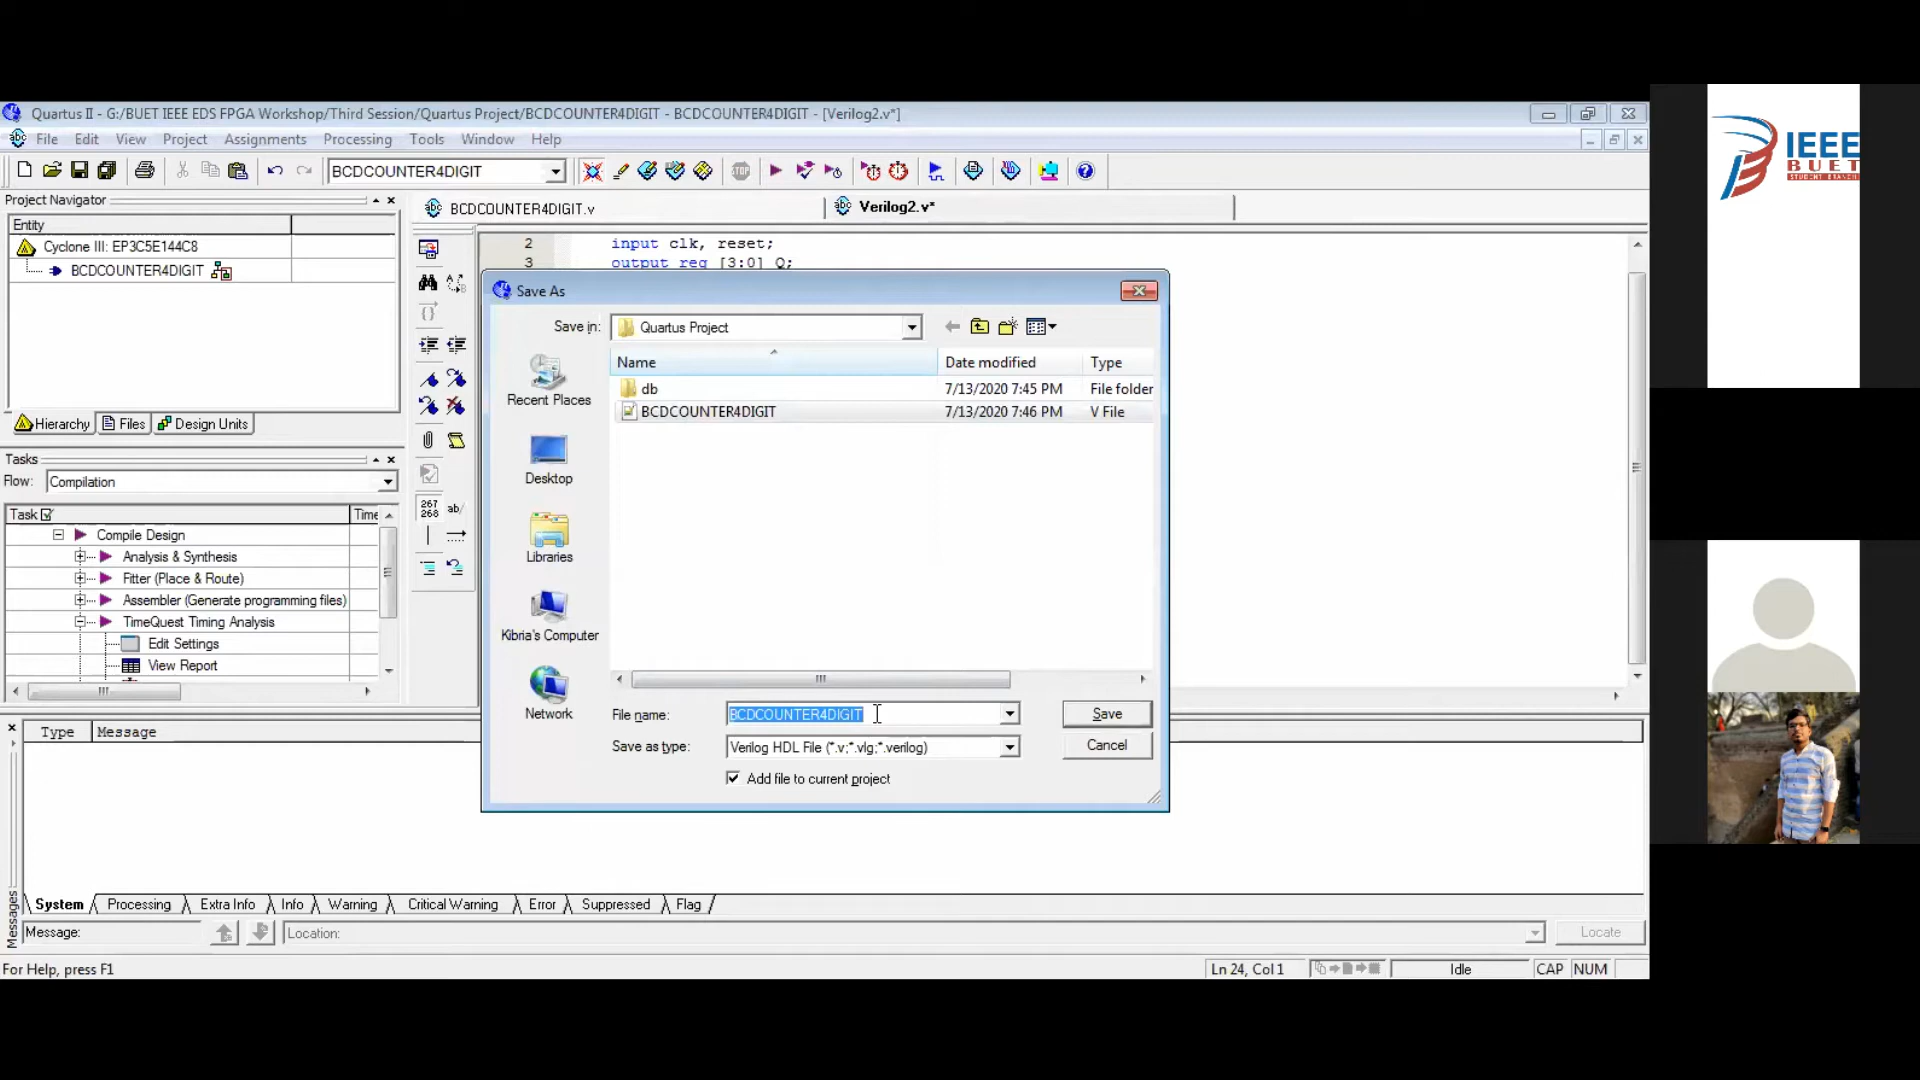 Quartus II - G:/BUET IEEE EDS FPGA Workshop/Third Session/Quartus Project/BCDCOUNTER4DIGIT - BCDCOUNTER4DIGIT - [Verilog2.v*]
File Edit View Project Assignments Processing Tools Window Help
BCDCOUNTER4DIGIT
Project Navigator
Entity
Cyclone III: EP3C5E144C8
BCDCOUNTER4DIGIT
Hierarchy Files Design Units
Tasks
Flow: Compilation
Task Time
Compile Design
Analysis & Synthesis
Fitter (Place & Route)
Assembler (Generate programming files)
TimeQuest Timing Analysis
Edit Settings
View Report
BCDCOUNTER4DIGIT.v
Verilog2.v*
267
268
ab/
2 input clk, reset;
3 output reg [3:0] Q;
Save As
Save in: Quartus Project
Name Date modified Type
db 7/13/2020 7:45 PM File folder
BCDCOUNTER4DIGIT 7/13/2020 7:46 PM V File
Recent Places
Desktop
Libraries
Kibria's Computer
Network
File name: BCDCOUNTER4DIGIT Save
Save as type: Verilog HDL File (*.v;*.vlg;*.verilog) Cancel
Add file to current project
Type Message
System Processing Extra Info Info Warning Critical Warning Error Suppressed Flag
Messages
Message: Location: Locate
For Help, press F1
Ln 24, Col 1 Idle CAP NUM
IEEE
BUET
STUDENT BRANCH